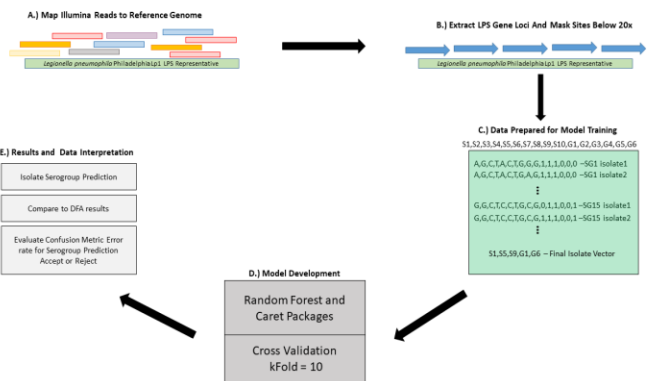 A.) Map Illumina Reads to Reference Genome
Legionella pneumophila Philadelphia Lp1 LPS Representative
B.) Extract LPS Gene Loci And Mask Sites Below 20x
Legionella pneumophila Philadelphia Lp1 LPS Representative
C.) Data Prepared for Model Training
S1,S2,S3,S4,S5,S6,S7,S8,S9,S10,G1,G2,G3,G4,G5,G6
A,G,C,T,A,C,T,G,G,G,1,1,1,0,0,0 –SG1 isolate1
A,G,C,T,A,C,T,G,A,G,1,1,1,0,0,0 –SG1 isolate2
G,G,C,T,C,C,T,G,C,G,0,1,1,0,0,1 –SG15 isolate1
G,G,C,T,C,C,T,G,C,G,1,1,1,0,0,1 –SG15 isolate2
S1,S5,S9,G1,G6 – Final Isolate Vector
D.) Model Development
Random Forest and
Caret Packages
Cross Validation
kFold = 10
E.) Results and Data Interpretation
Isolate Serogroup Prediction
Compare to DFA results
Evaluate Confusion Metric Error
rate for Serogroup Prediction
Accept or Reject